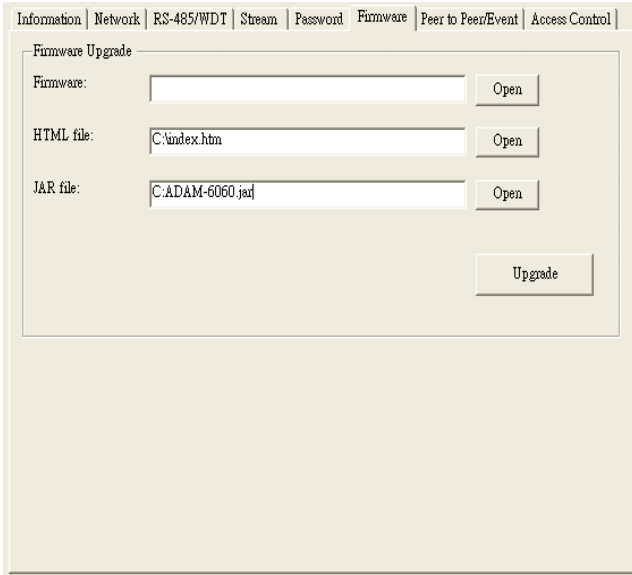 Information Network RS-485/WDT Stream Password Firmware Peer to Peer/Event Access Control
Firmware Upgrade
Firmware: Open
HTML file: C:\index.htm Open
JAR file: C:ADAM-6060.jar Open
Upgrade